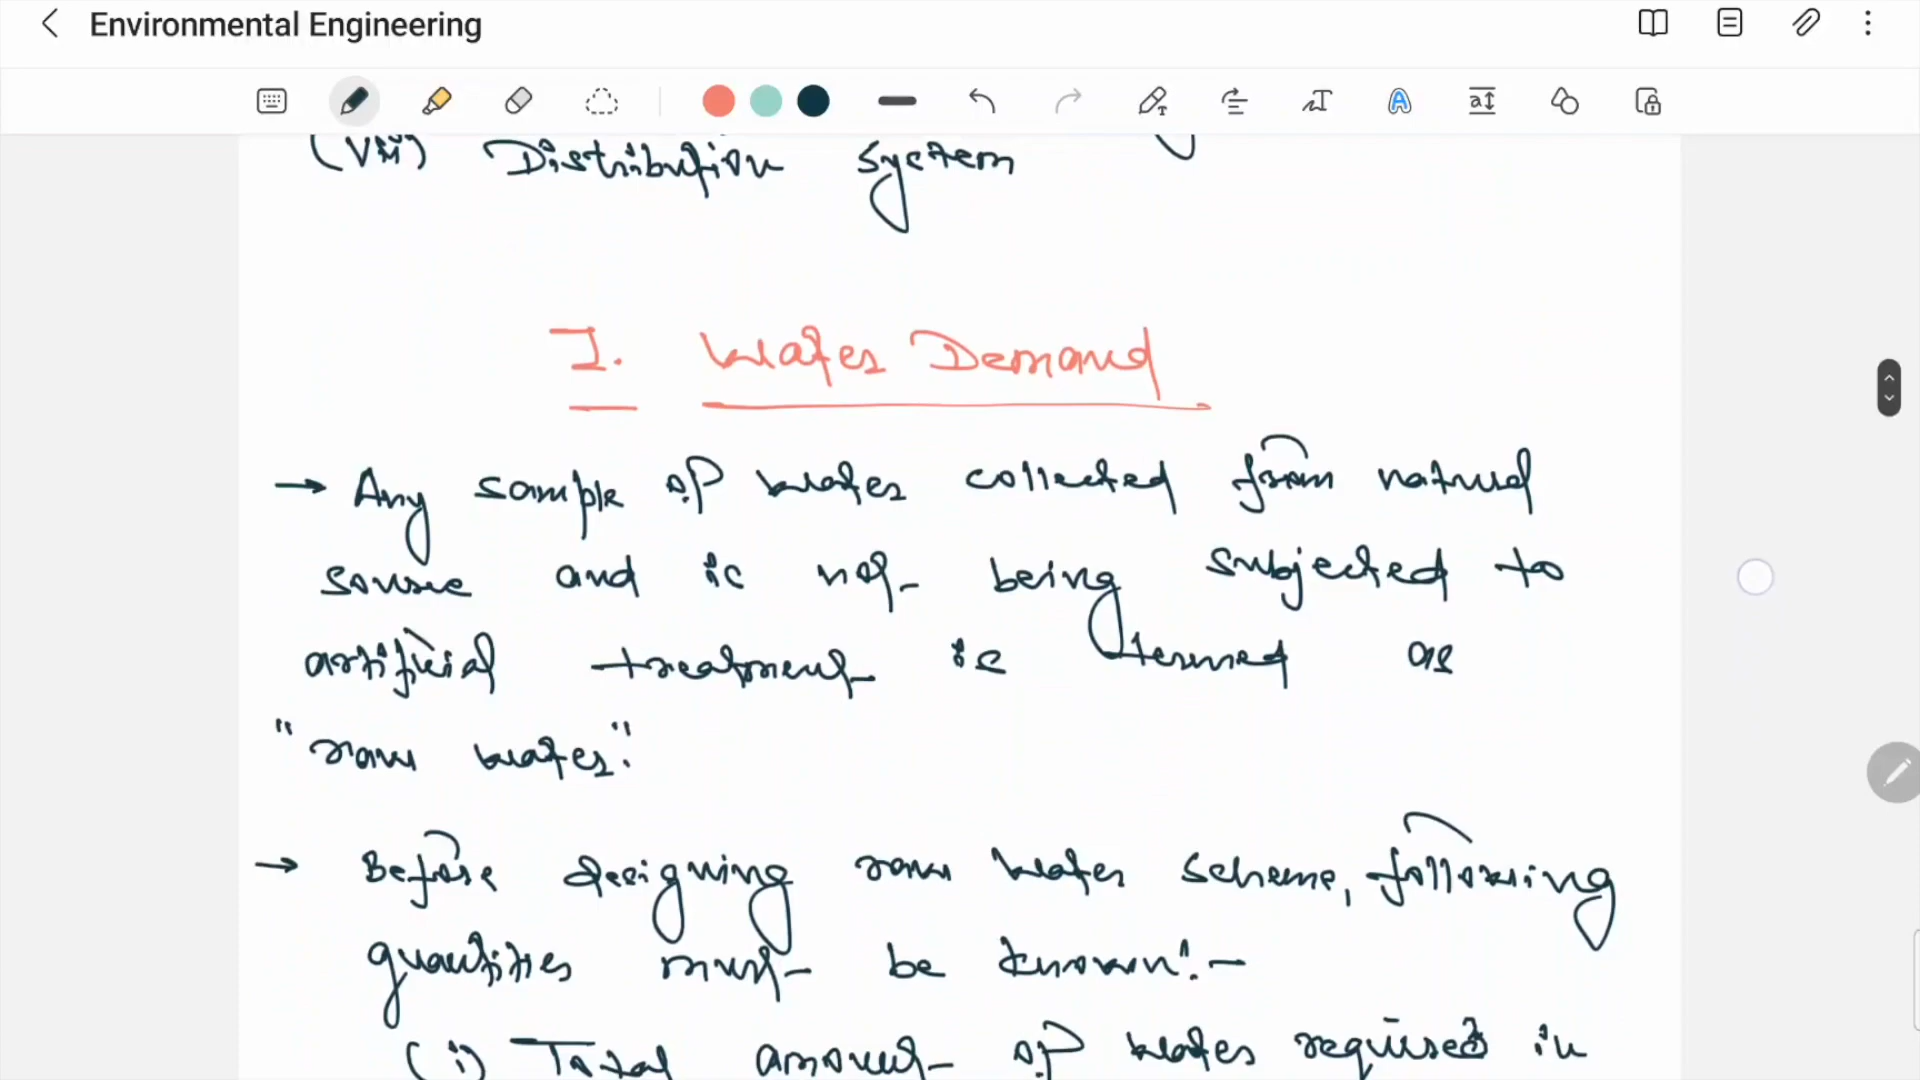 Environmental Engineering
(viii) Distribution System
I. Water Demand
→ Any sample of water collected from natural
source and is not being subjected to
artificial treatment is termed as
"raw water".
→ Before designing raw water scheme, following
quantities must be known:-
(i) Total amount of water required in